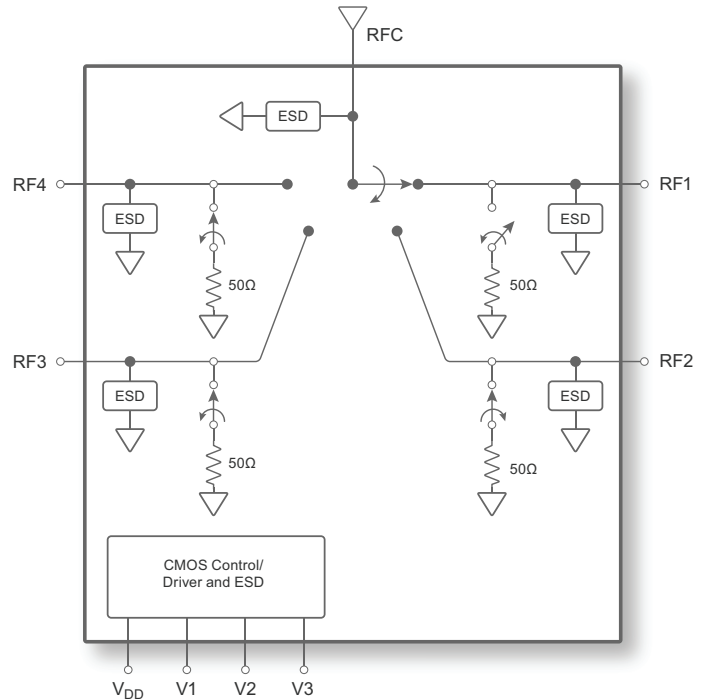 RFC
ESD
RF4
RF1
ESD
ESD
50Ω
50Ω
RF3
RF2
ESD
ESD
50Ω
50Ω
CMOS Control/
Driver and ESD
VDD
V1
V2
V3